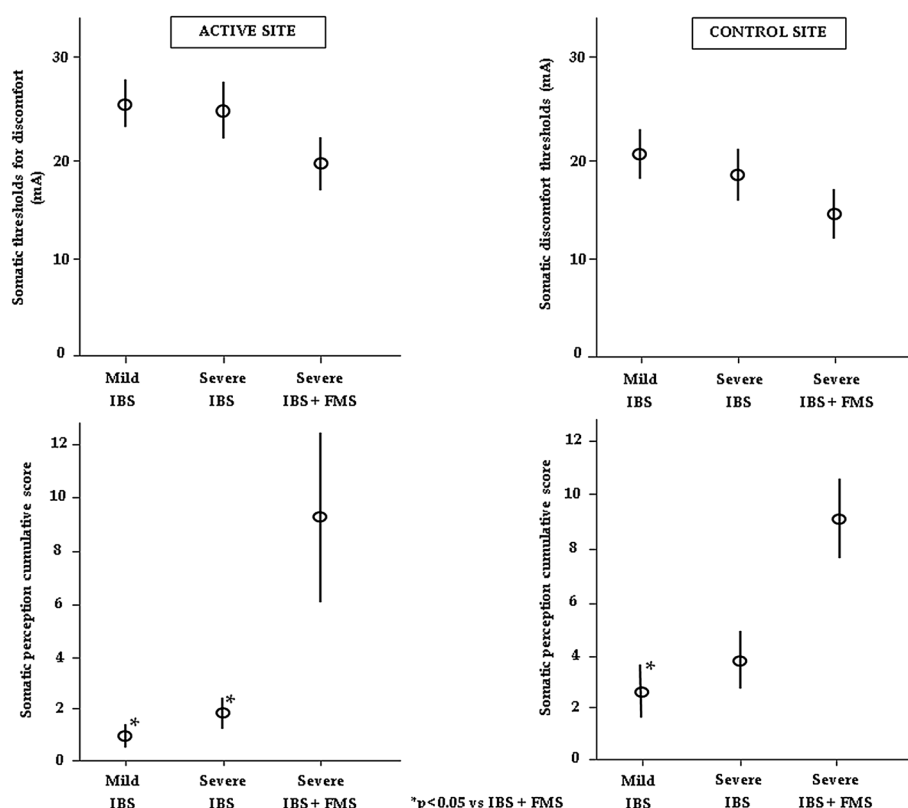 ACTIVE SITE
Somatic thresholds for discomfort
(mA)
30
20
10
0
Mild
IBS
Severe
IBS
Severe
IBS + FMS
CONTROL SITE
Somatic discomfort thresholds (mA)
30
20
10
0
Mild
IBS
Severe
IBS
Severe
IBS + FMS
Somatic perception cumulative score
12
10
8
6
4
2
0
*
*
Mild
IBS
Severe
IBS
Severe
IBS + FMS
Somatic perception cumulative score
12
10
8
6
4
2
0
*
Mild
IBS
Severe
IBS
Severe
IBS + FMS
*p<0.05 vs IBS + FMS